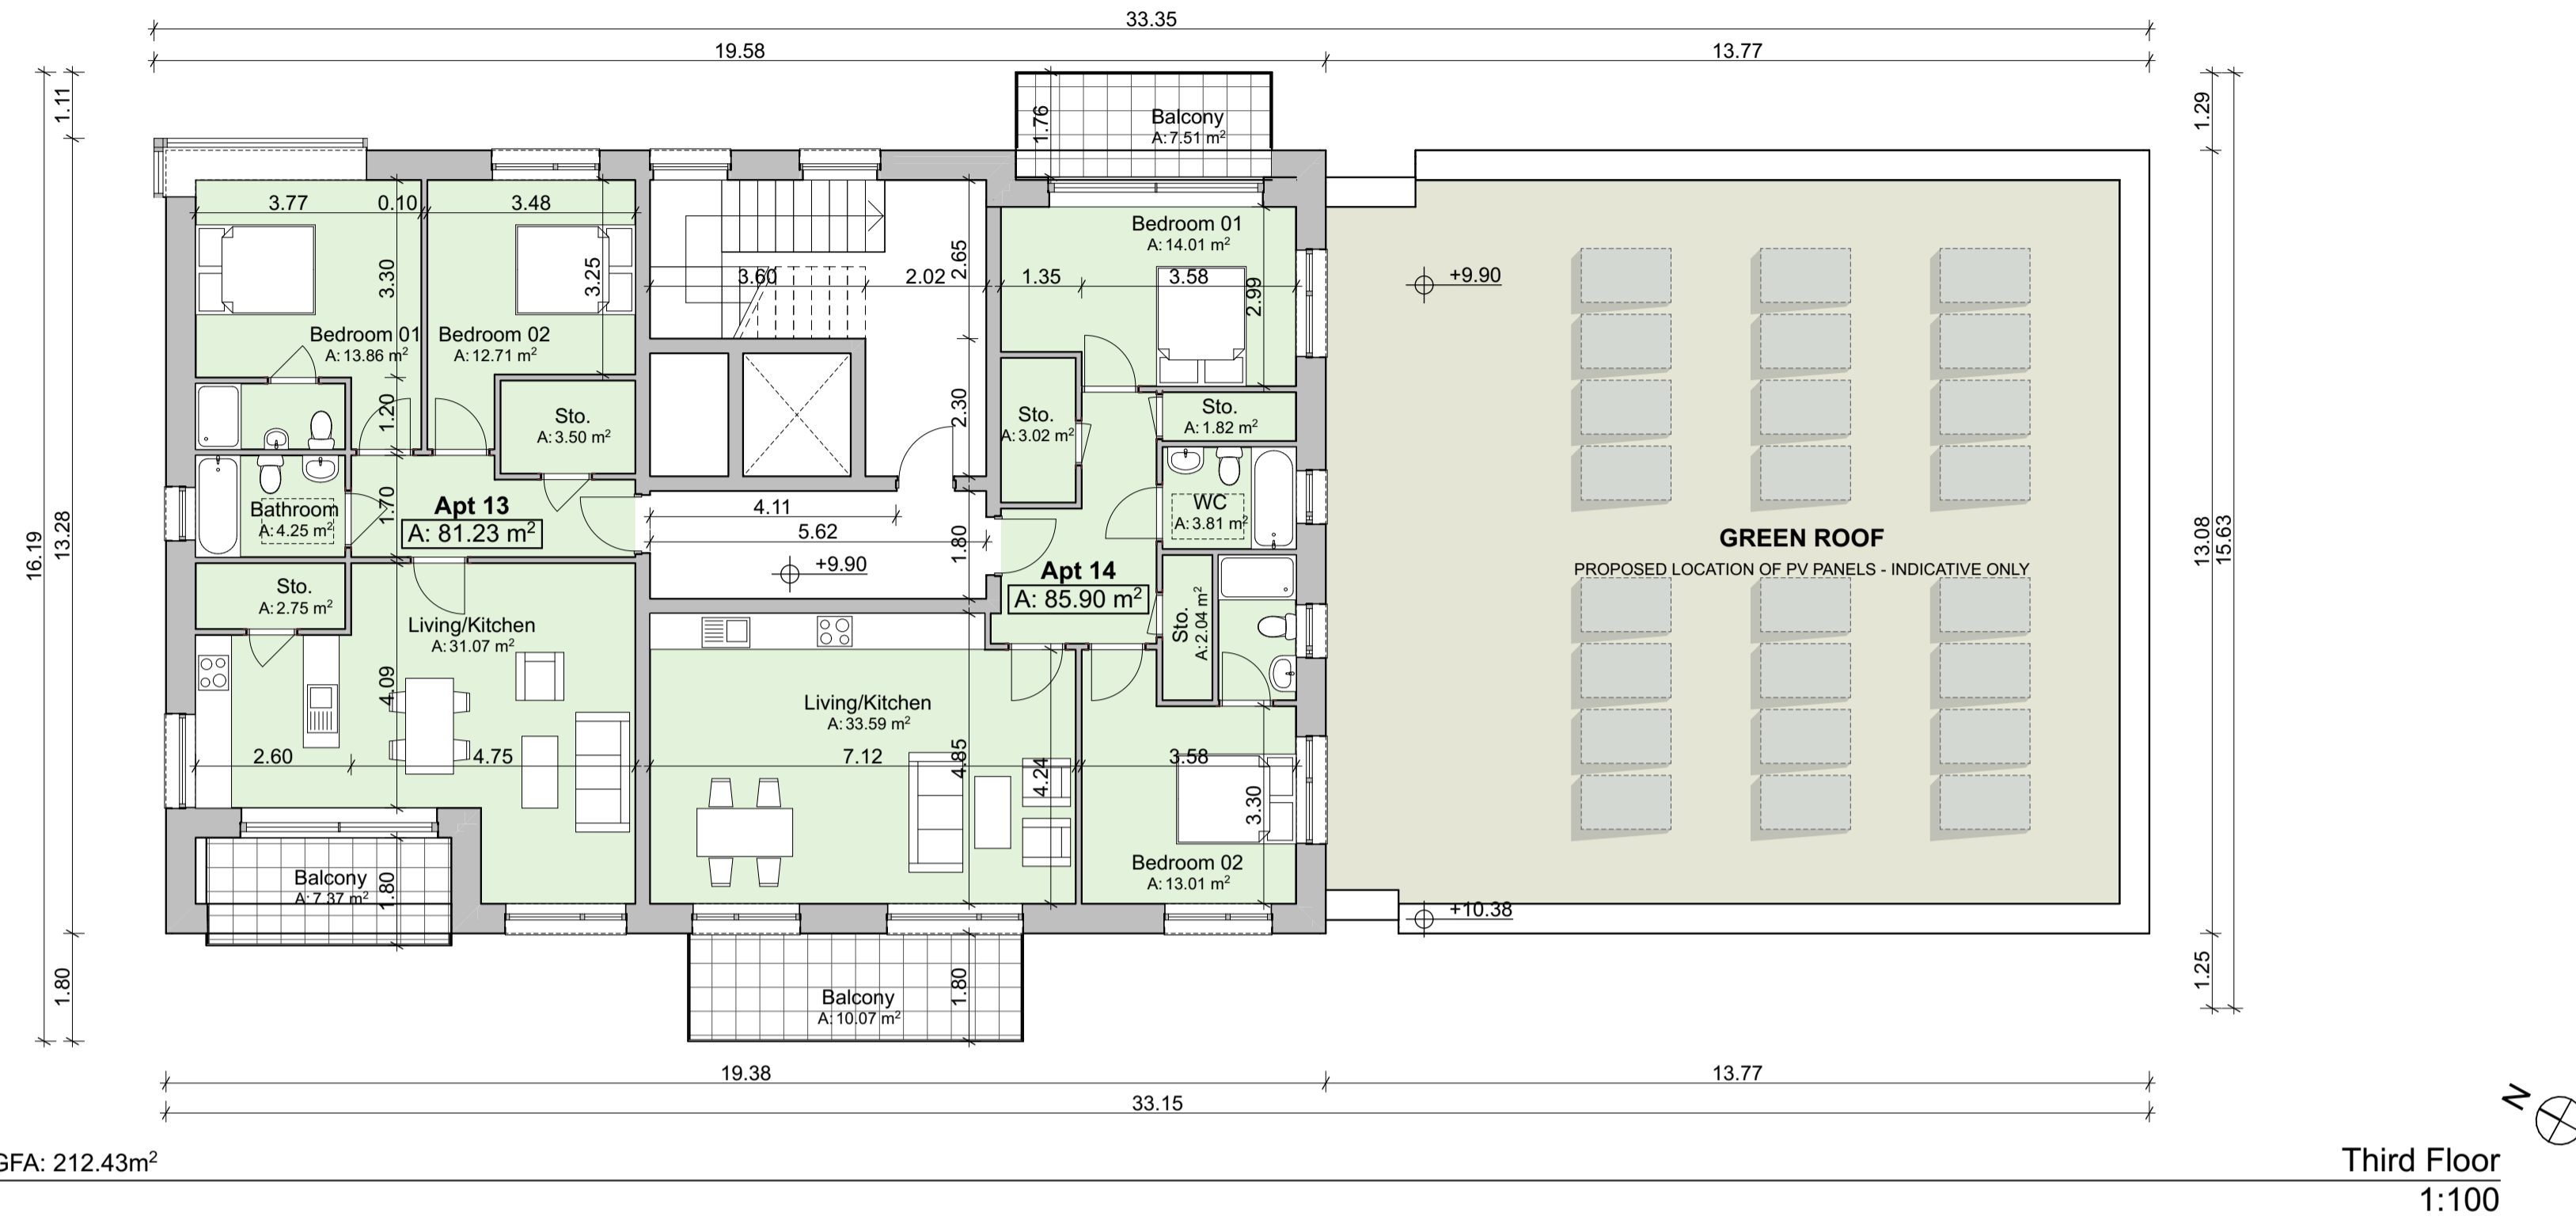 33.35
19.58
13.77
1.11
1.29
1.76
Balcony
A: 7.51 m²
3.77
0.10
3.48
Bedroom 01
A: 14.01 m²
3.30
3.25
3.60
2.02
2.65
1.35
3.58
2.99
+9.90
Bedroom 01
A: 13.86 m²
Bedroom 02
A: 12.71 m²
1.20
Sto.
A: 3.50 m²
2.30
Sto.
A: 3.02 m²
Sto.
A: 1.82 m²
Bathroom
A: 4.25 m²
1.70
Apt 13
A: 81.23 m²
4.11
5.62
1.80
+9.90
WC
A: 3.81 m²
GREEN ROOF
PROPOSED LOCATION OF PV PANELS - INDICATIVE ONLY
16.19
13.28
13.08
15.63
Apt 14
A: 85.90 m²
Sto.
A: 2.75 m²
Living/Kitchen
A: 31.07 m²
Sto.
A: 2.04 m²
4.09
Living/Kitchen
A: 33.59 m²
2.60
4.75
7.12
4.85
4.24
3.58
3.30
Balcony
A: 7.37 m²
1.80
Bedroom 02
A: 13.01 m²
+10.38
1.80
Balcony
A: 10.07 m²
1.80
1.25
19.38
13.77
33.15
N
GFA: 212.43m²
Third Floor
1:100